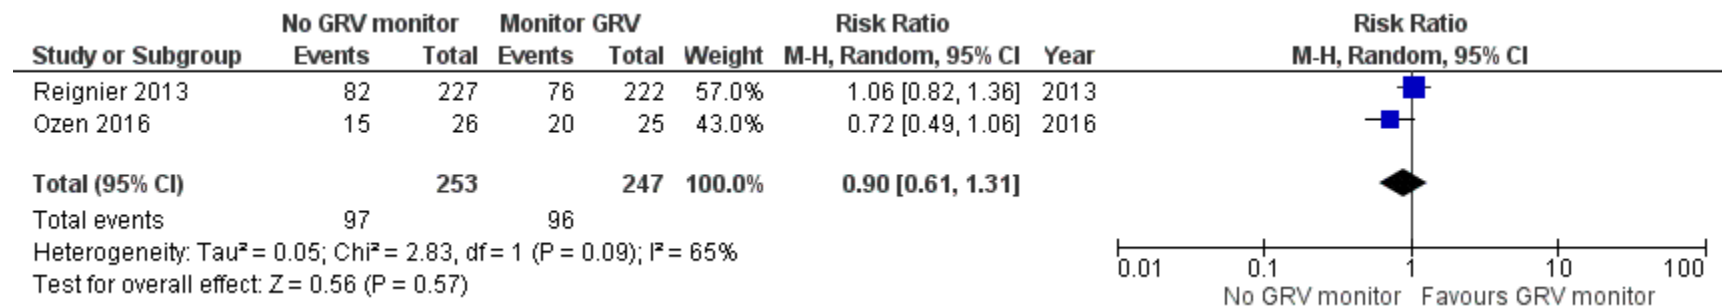 No GRV monitor Monitor GRV Risk Ratio Risk Ratio
Study or Subgroup Events Total Events Total Weight M-H, Random, 95% CI Year M-H, Random, 95% CI
Reignier 2013 82 227 76 222 57.0% 1.06 [0.82, 1.36] 2013
Ozen 2016 15 26 20 25 43.0% 0.72 [0.49, 1.06] 2016
Total (95% CI) 253 247 100.0% 0.90 [0.61, 1.31]
Total events 97 96
Heterogeneity: Tau² = 0.05; Chi² = 2.83, df = 1 (P = 0.09); I² = 65%
Test for overall effect: Z = 0.56 (P = 0.57)
0.01 0.1 1 10 100
No GRV monitor Favours GRV monitor